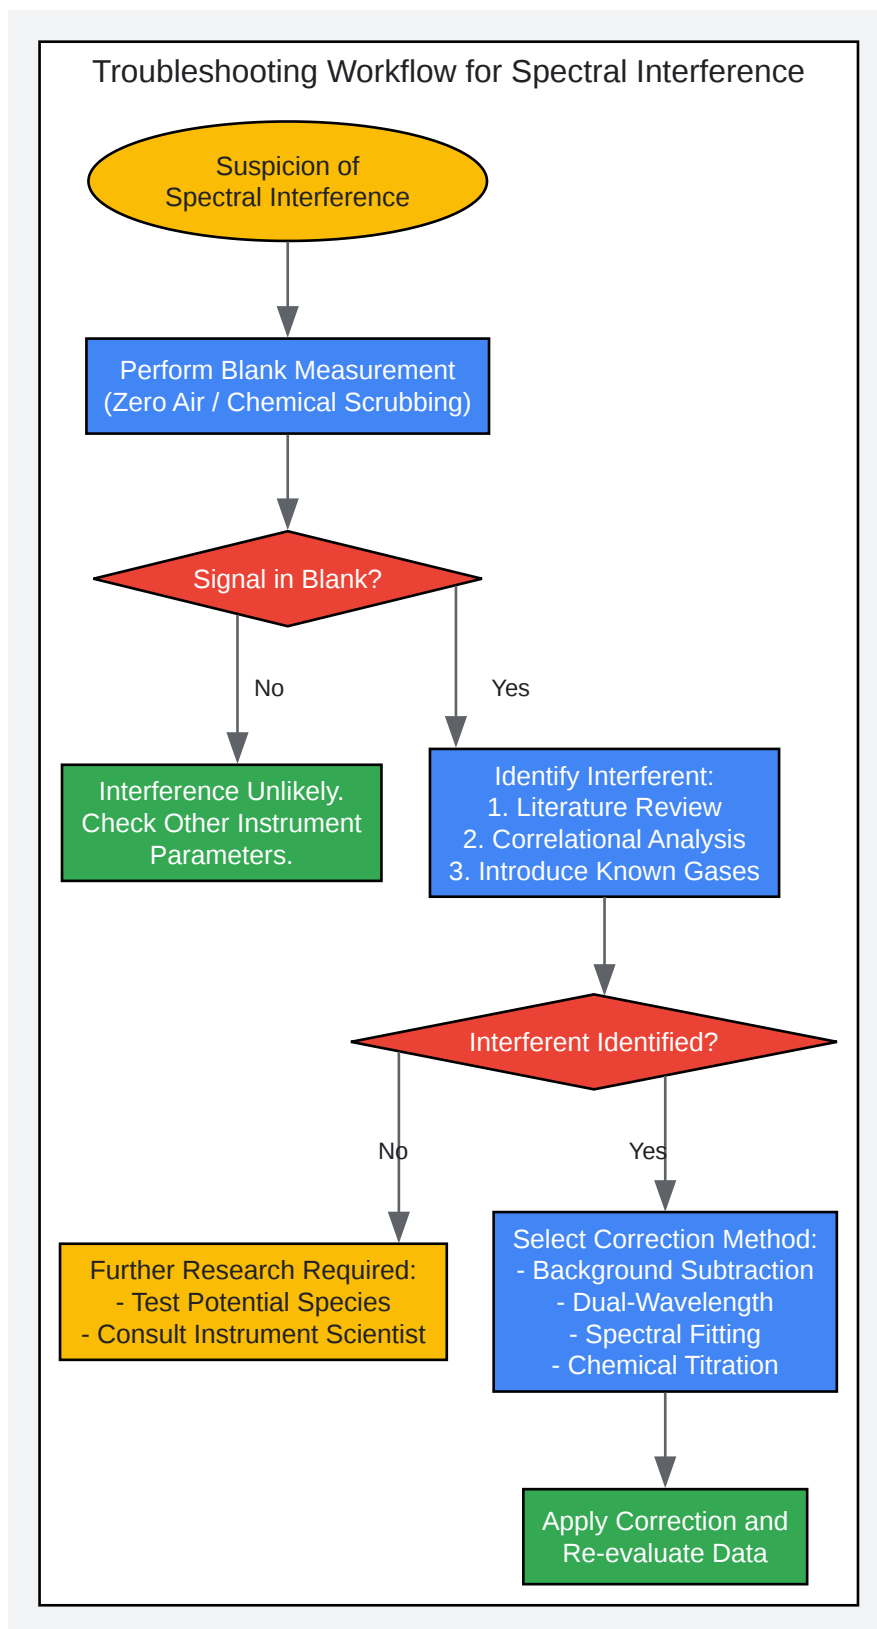 Troubleshooting Workflow for Spectral Interference
Suspicion of
Spectral Interference
Perform Blank Measurement
(Zero Air / Chemical Scrubbing)
Signal in Blank?
No
Yes
Interference Unlikely.
Check Other Instrument
Parameters.
Identify Interferent:
1. Literature Review
2. Correlational Analysis
3. Introduce Known Gases
Interferent Identified?
No
Yes
Further Research Required:
- Test Potential Species
- Consult Instrument Scientist
Select Correction Method:
- Background Subtraction
- Dual-Wavelength
- Spectral Fitting
- Chemical Titration
Apply Correction and
Re-evaluate Data